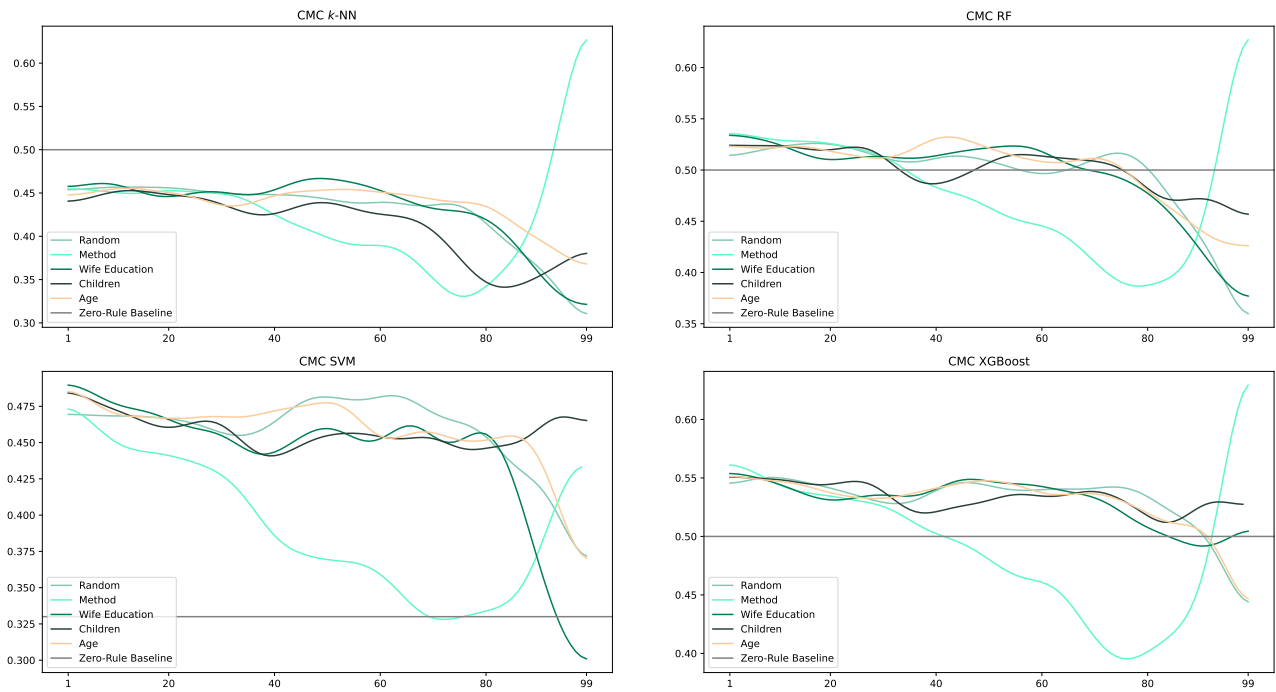 CMC k-NN
0.60
0.55
0.50
0.45
0.40
0.35
0.30
Random
Method
Wife Education
Children
Age
Zero-Rule Baseline
1 20 40 60 80 99
CMC RF
0.60
0.55
0.50
0.45
0.40
0.35
Random
Method
Wife Education
Children
Age
Zero-Rule Baseline
1 20 40 60 80 99
CMC SVM
0.475
0.450
0.425
0.400
0.375
0.350
0.325
0.300
Random
Method
Wife Education
Children
Age
Zero-Rule Baseline
1 20 40 60 80 99
CMC XGBoost
0.60
0.55
0.50
0.45
0.40
Random
Method
Wife Education
Children
Age
Zero-Rule Baseline
1 20 40 60 80 99